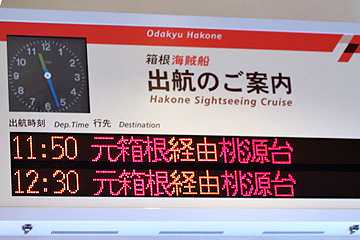 Odakyu Hakone
箱根海賊船
出航のご案内
Hakone Sightseeing Cruise
出航時刻 Dep.Time 行先 Destination
11:50 元箱根経由桃源台
12:30 元箱根経由桃源台